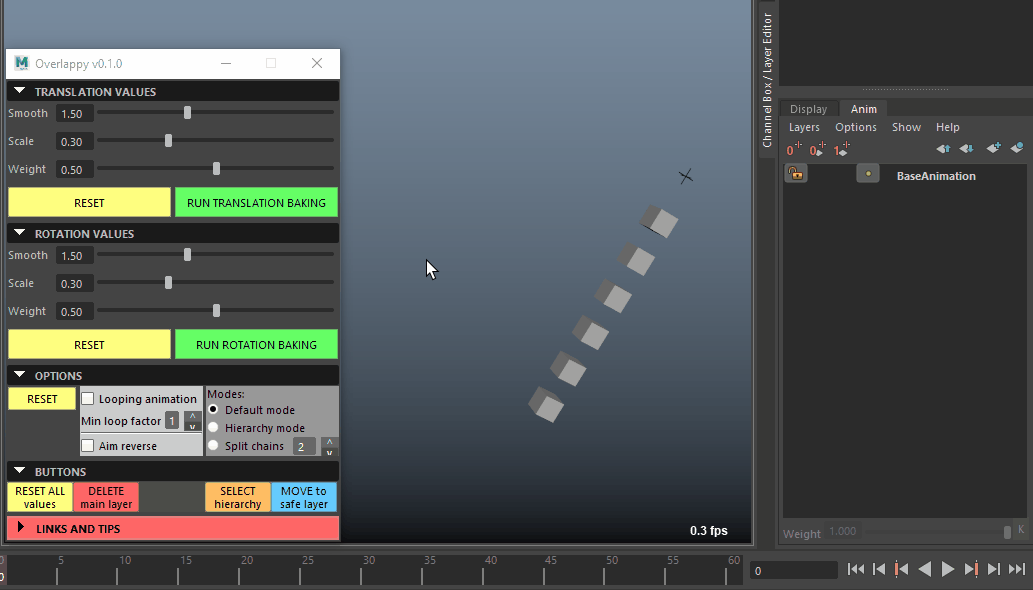 Overlappy v0.1.0
TRANSLATION VALUES
Smooth 1.50
Scale 0.30
Weight 0.50
RESET RUN TRANSLATION BAKING
ROTATION VALUES
Smooth 1.50
Scale 0.30
Weight 0.50
RESET RUN ROTATION BAKING
OPTIONS
RESET
Looping animation
Min loop factor 1
Aim reverse
Modes:
Default mode
Hierarchy mode
Split chains 2
BUTTONS
RESET ALL
values
DELETE
main layer
SELECT
hierarchy
MOVE to
safe layer
LINKS AND TIPS
0.3 fps
Channel Box / Layer Editor
Display Anim
Layers Options Show Help
BaseAnimation
Weight 1.000 K
0 5 10 15 20 25 30 35 40 45 50 55 60
0
0